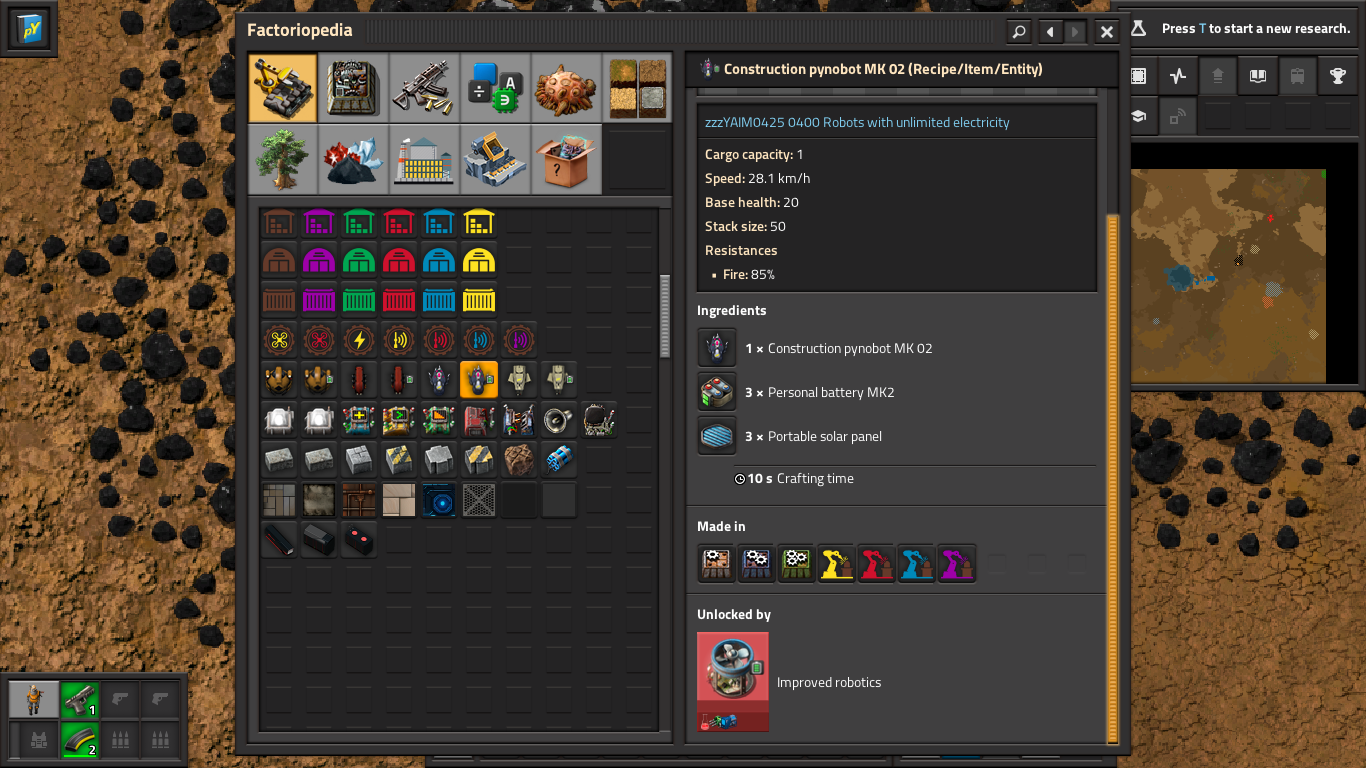 pY
Factoriopedia
Press T to start a new research.
A
?
Construction pynobot MK 02 (Recipe/Item/Entity)
zzzYAIM0425 0400 Robots with unlimited electricity
Cargo capacity: 1
Speed: 28.1 km/h
Base health: 20
Stack size: 50
Resistances
▪ Fire: 85%
Ingredients
1 × Construction pynobot MK 02
3 × Personal battery MK2
3 × Portable solar panel
10 s Crafting time
Made in
Unlocked by
Improved robotics
1
2